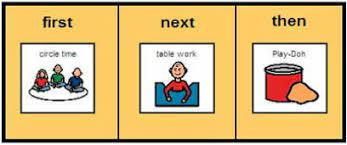 first
next
then
circle time
table work
Play-Doh